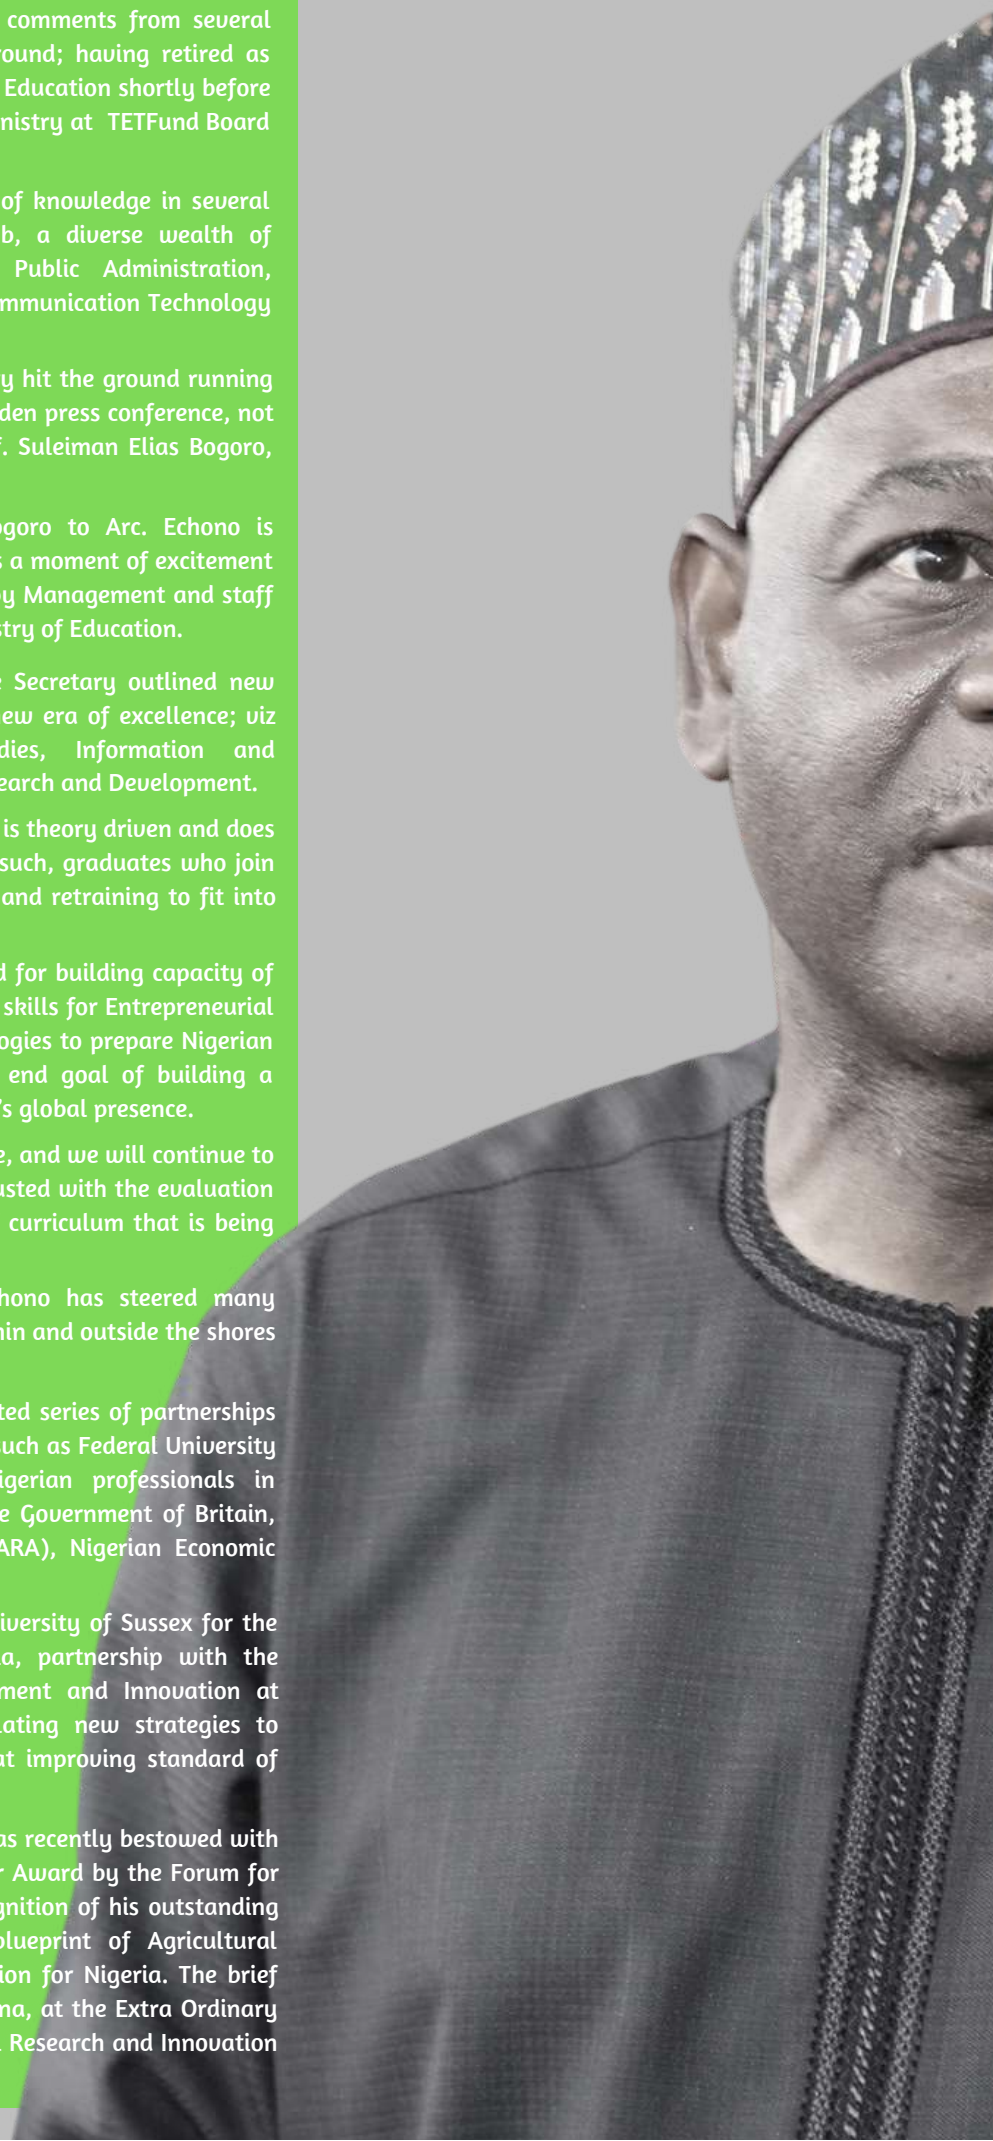 comments from several
ound; having retired as
Education shortly before
nistry at TETFund Board
of knowledge in several
b, a diverse wealth of
Public Administration,
mmunication Technology
y hit the ground running
den press conference, not
. Suleiman Elias Bogoro,
ogoro to Arc. Echono is
s a moment of excitement
by Management and staff
stry of Education.
Secretary outlined new
new era of excellence; viz
dies, Information and
earch and Development.
is theory driven and does
such, graduates who join
and retraining to fit into
d for building capacity of
skills for Entrepreneurial
ogies to prepare Nigerian
end goal of building a
's global presence.
e, and we will continue to
usted with the evaluation
curriculum that is being
hono has steered many
hin and outside the shores
ted series of partnerships
such as Federal University
igerian professionals in
e Government of Britain,
ARA), Nigerian Economic
iversity of Sussex for the
a, partnership with the
ment and Innovation at
lating new strategies to
at improving standard of
as recently bestowed with
r Award by the Forum for
gnition of his outstanding
blueprint of Agricultural
ion for Nigeria. The brief
na, at the Extra Ordinary
Research and Innovation